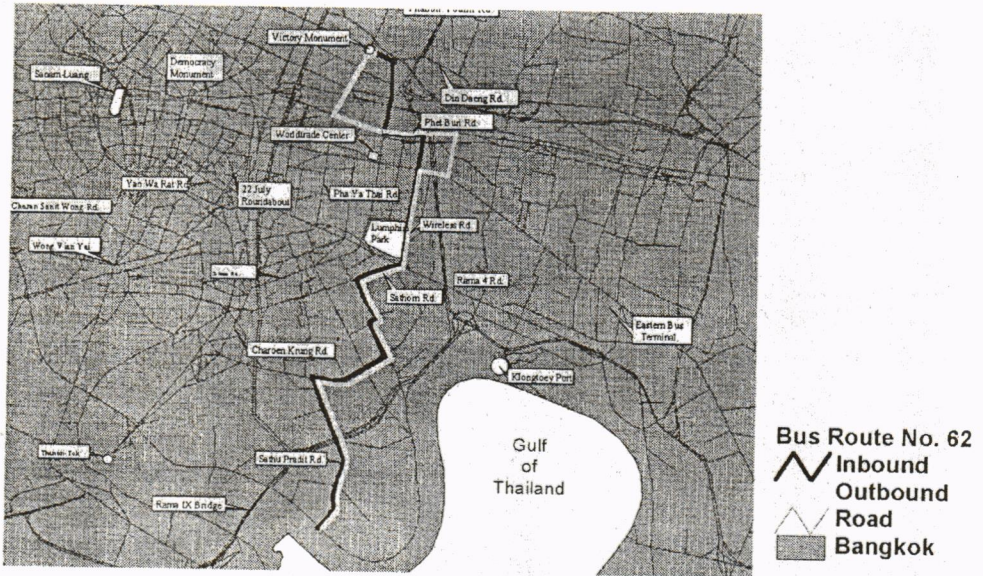 Victory Monument
Sanam Luang
Democracy
Monument
Din Daeng Rd.
Phet Buri Rd.
Worldtrade Center
Yan Wa Rat Rd
22 July
Roundabout
Pha Ya Thai Rd
Charan Sanit Wong Rd.
Wong Vian Yai
Lumphini
Park
Wireless Rd.
Rama 4 Rd.
Sathorn Rd.
Eastern Bus
Terminal.
Charoen Krung Rd.
Klongtoey Port
Gulf
of
Thailand
Sathu Pradit Rd.
Rama IX Bridge
Bus Route No. 62
Inbound
Outbound
Road
Bangkok